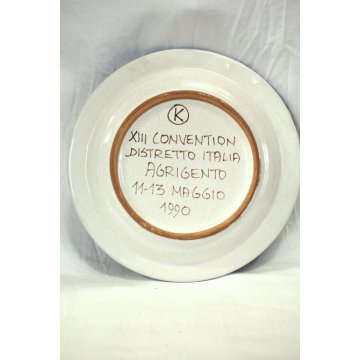 K
XIII CONVENTION
DISTRETTO ITALIA
AGRIGENTO
11-13 MAGGIO
1990